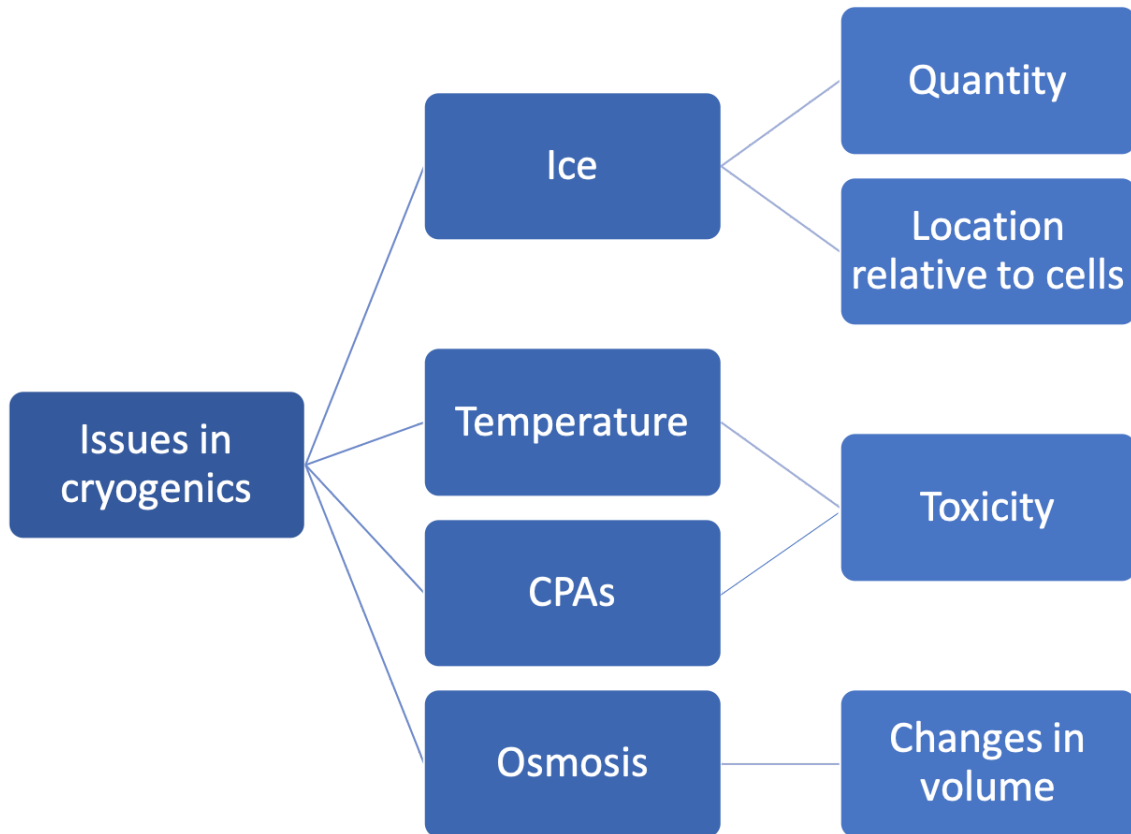 Issues in
cryogenics
Ice
Quantity
Location
relative to cells
Temperature
CPAs
Toxicity
Osmosis
Changes in
volume